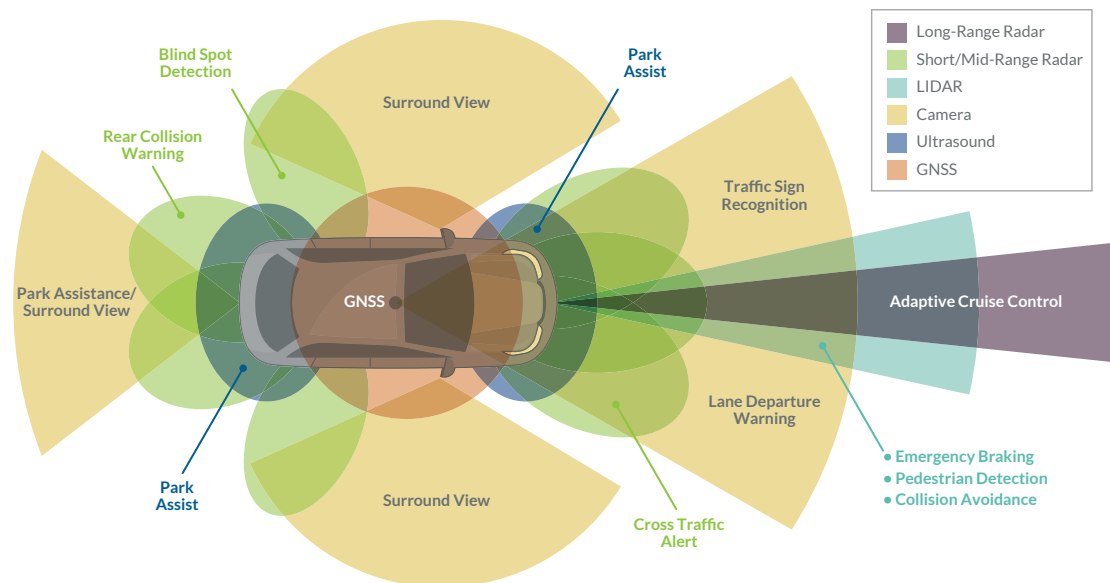 Long-Range Radar
Short/Mid-Range Radar
LIDAR
Camera
Ultrasound
GNSS
Blind Spot
Detection
Park
Assist
Surround View
Rear Collision
Warning
Traffic Sign
Recognition
Park Assistance/
Surround View
GNSS
Adaptive Cruise Control
Lane Departure
Warning
• Emergency Braking
• Pedestrian Detection
• Collision Avoidance
Park
Assist
Surround View
Cross Traffic
Alert